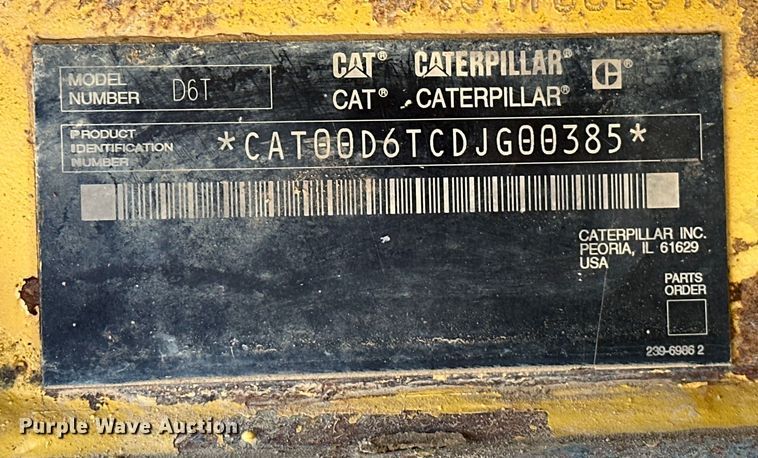 MODEL
NUMBER D6T
CAT® CATERPILLAR® C
CAT® CATERPILLAR®
PRODUCT
IDENTIFICATION
NUMBER
*CAT00D6TCDJG00385*
CATERPILLAR INC.
PEORIA, IL 61629
USA
PARTS
ORDER
239-6986 2
Purple Wave Auction